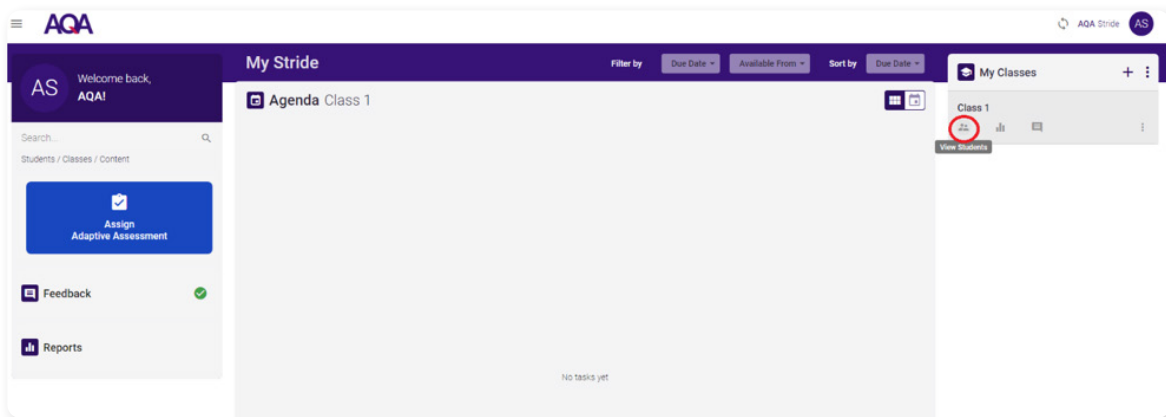 AQA
AQA Stride
AS
AS
Welcome back,
AQA!
Search...
Students / Classes / Content
Assign
Adaptive Assessment
Feedback
Reports
My Stride
Filter by
Due Date
Available From
Sort by
Due Date
Agenda Class 1
No tasks yet
My Classes
Class 1
View Students